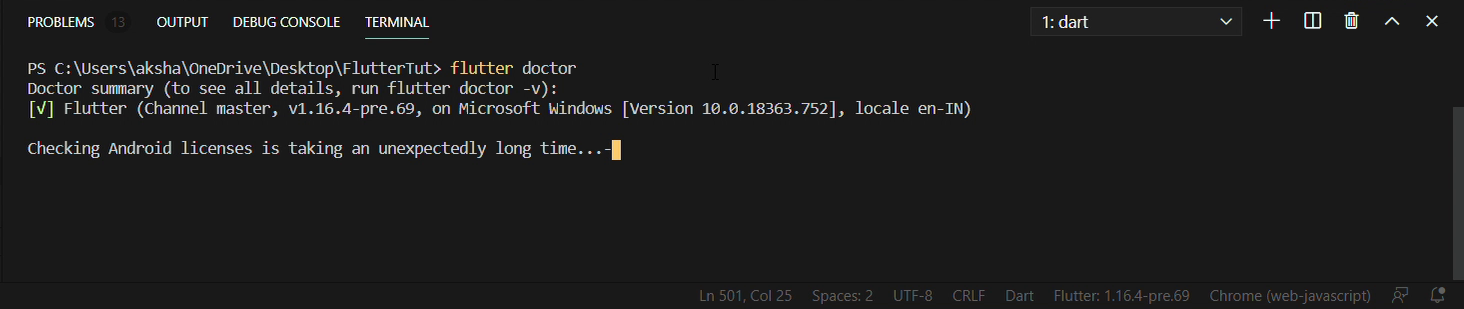 PROBLEMS 13 OUTPUT DEBUG CONSOLE TERMINAL 1: dart
PS C:\Users\aksha\OneDrive\Desktop\FlutterTut> flutter doctor
Doctor summary (to see all details, run flutter doctor -v):
[√] Flutter (Channel master, v1.16.4-pre.69, on Microsoft Windows [Version 10.0.18363.752], locale en-IN)
Checking Android licenses is taking an unexpectedly long time...-
Ln 501, Col 25 Spaces: 2 UTF-8 CRLF Dart Flutter: 1.16.4-pre.69 Chrome (web-javascript)